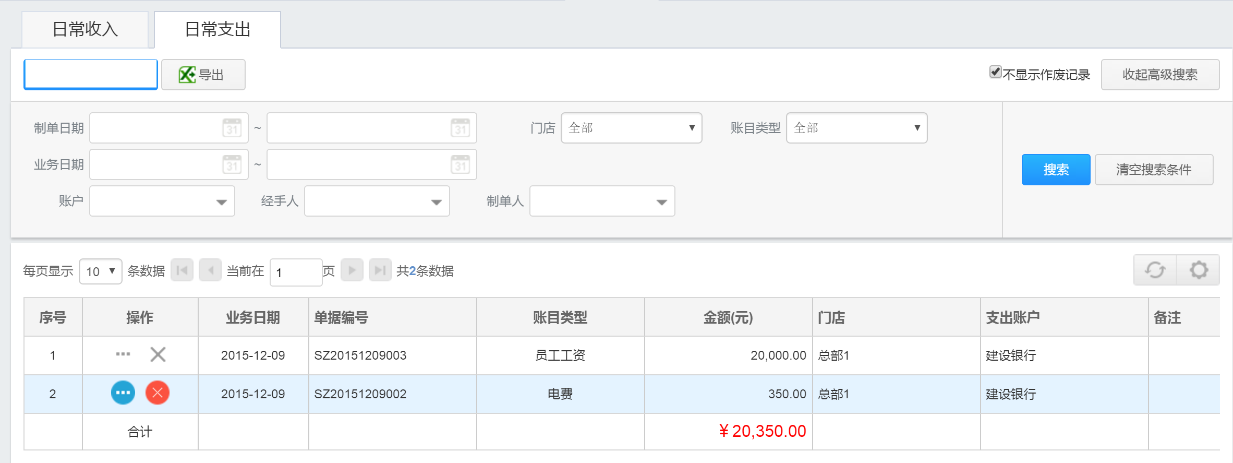 日常收入 日常支出
导出 不显示作废记录 收起高级搜索
制单日期 31 ~ 31 门店 全部 账目类型 全部
业务日期 31 ~ 31 搜索 清空搜索条件
账户 经手人 制单人
每页显示 10 条数据 当前在 1 页 共2条数据
序号 操作 业务日期 单据编号 账目类型 金额(元) 门店 支出账户 备注
1 2015-12-09 SZ20151209003 员工工资 20,000.00 总部1 建设银行
2 2015-12-09 SZ20151209002 电费 350.00 总部1 建设银行
合计 ￥20,350.00